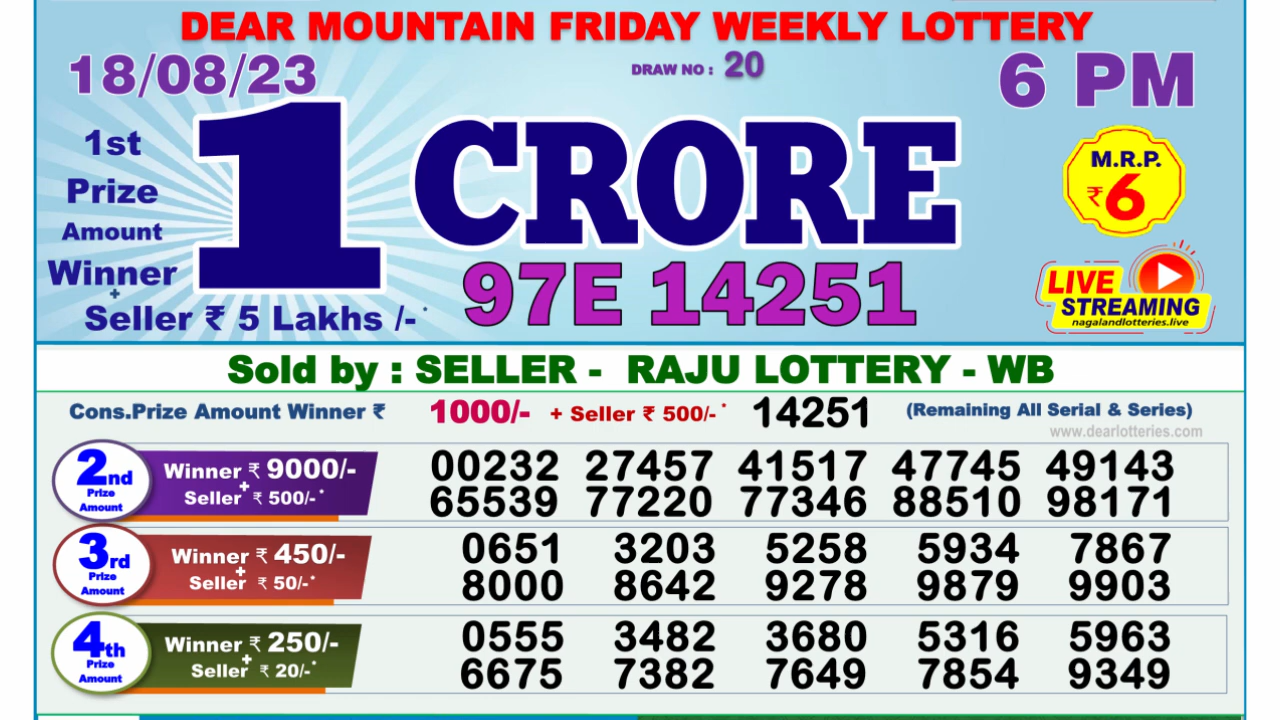 DEAR MOUNTAIN FRIDAY WEEKLY LOTTERY
18/08/23
DRAW NO : 20
6 PM
1st
Prize
Amount
Winner
+
Seller ₹ 5 Lakhs /- *
1 CRORE
97E 14251
M.R.P.
₹6
LIVE
STREAMING
nagalandlotteries.live
Sold by : SELLER - RAJU LOTTERY - WB
Cons.Prize Amount Winner ₹ 1000/- + Seller ₹ 500/- * 14251 (Remaining All Serial & Series)
www.dearlotteries.com
2nd
Prize
Amount
Winner ₹ 9000/-
+
Seller ₹ 500/- *
00232 27457 41517 47745 49143
65539 77220 77346 88510 98171
3rd
Prize
Amount
Winner ₹ 450/-
+
Seller ₹ 50/- *
0651 3203 5258 5934 7867
8000 8642 9278 9879 9903
4th
Prize
Amount
Winner ₹ 250/-
+
Seller ₹ 20/- *
0555 3482 3680 5316 5963
6675 7382 7649 7854 9349